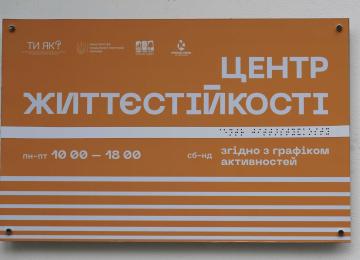 ТИ ЯК?
ЦЕНТР
ЖИТТЄСТІЙКОСТІ
пн-пт 10 00 — 18 00
сб-нд згідно з графіком
активностей